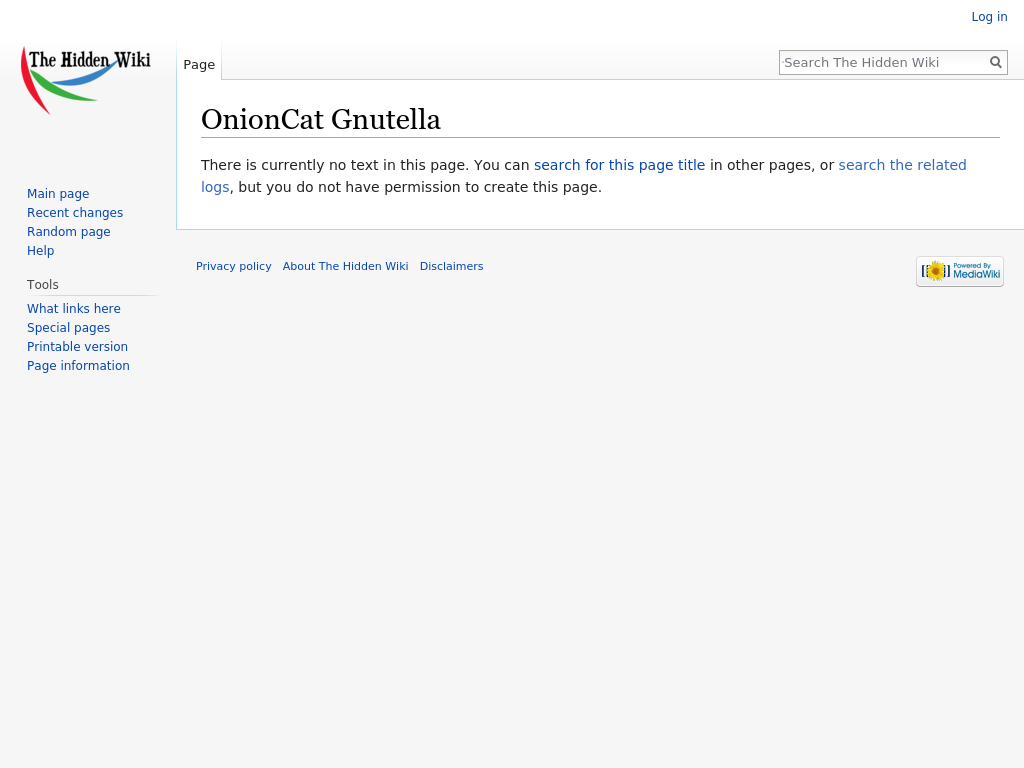 Log in
The Hidden Wiki
Page
Search The Hidden Wiki
OnionCat Gnutella
There is currently no text in this page. You can search for this page title in other pages, or search the related
logs, but you do not have permission to create this page.
Main page
Recent changes
Random page
Help
Tools
What links here
Special pages
Printable version
Page information
Privacy policy About The Hidden Wiki Disclaimers
Powered By
MediaWiki